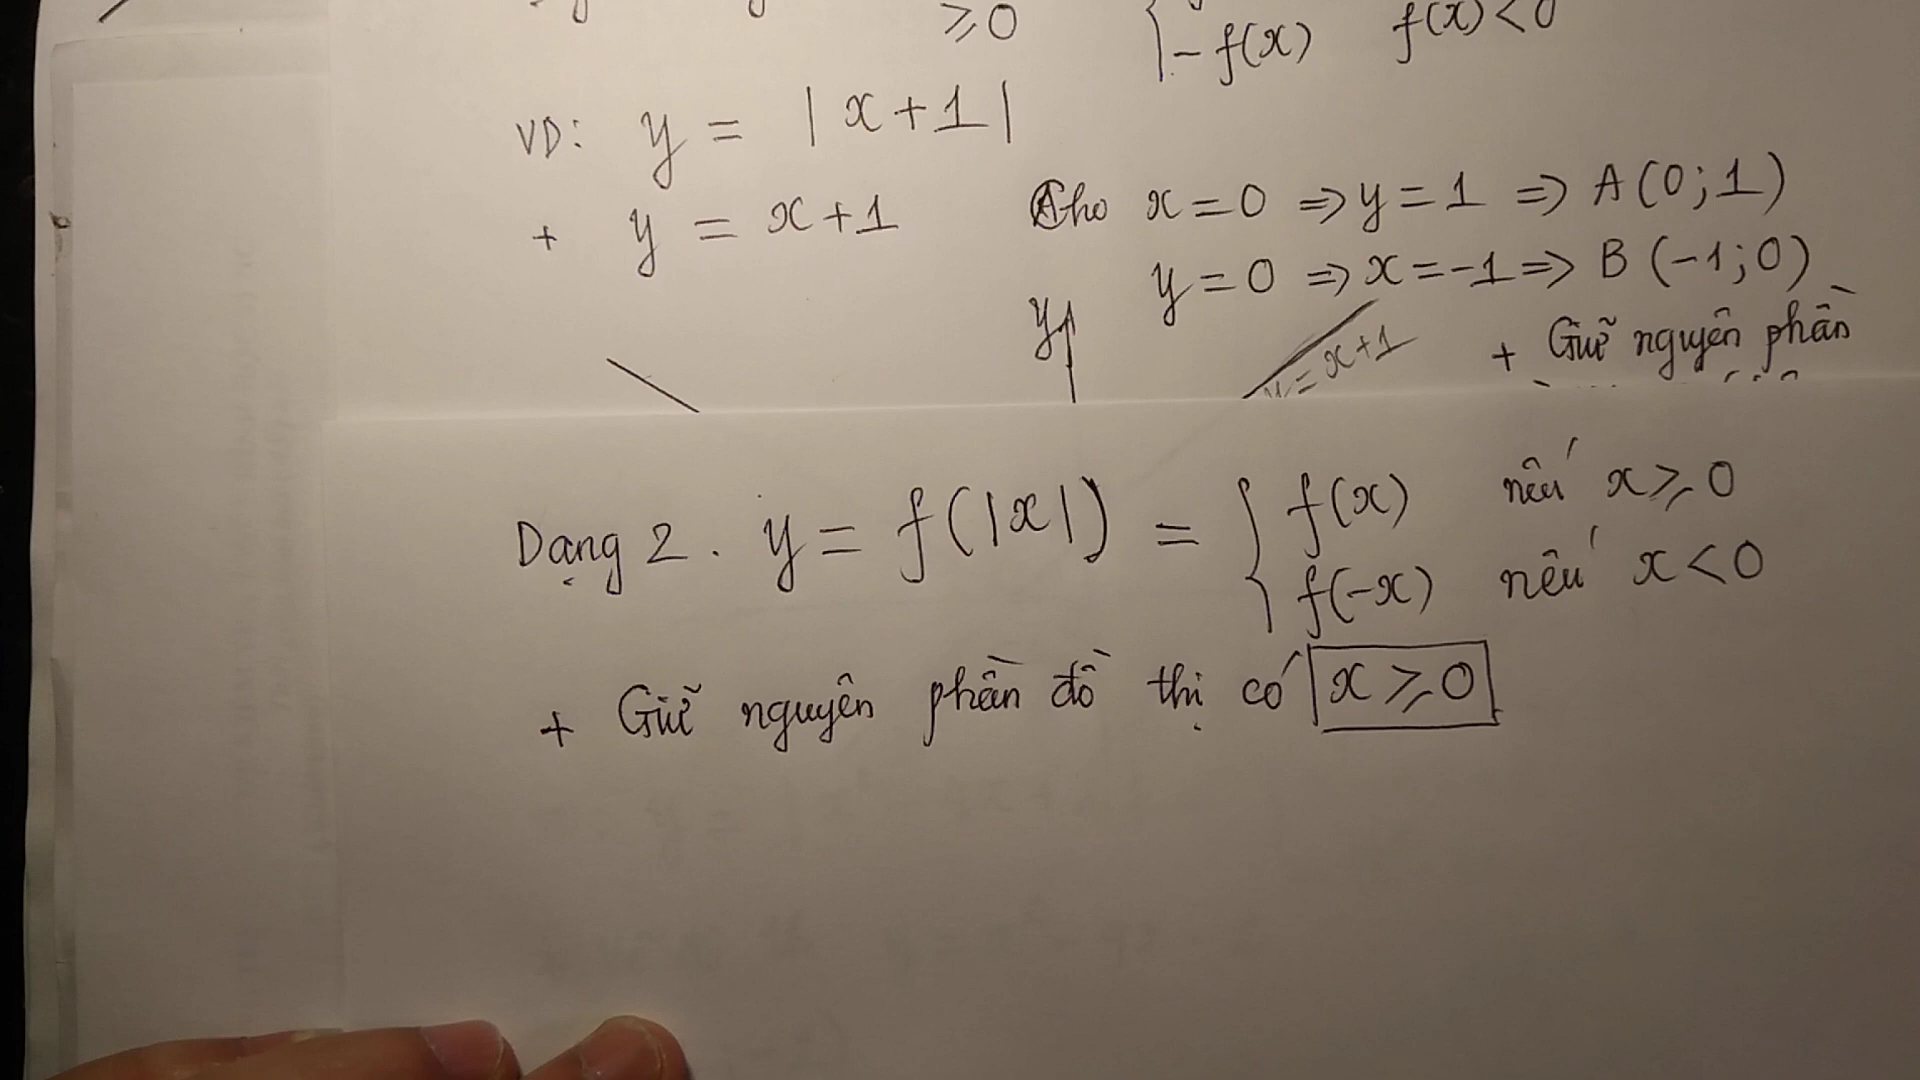 ≥0
-f(x) f(x)<0
VD: y = |x+1|
+ y = x+1
Cho x=0 ⇒ y=1 ⇒ A(0;1)
y=0 ⇒ x=-1 ⇒ B(-1;0)
y
y=x+1
+ Giữ nguyên phần
Dạng 2. y = f(|x|) = { f(x) nếu x≥0
f(-x) nếu x<0
+ Giữ nguyên phần đồ thị có x≥0